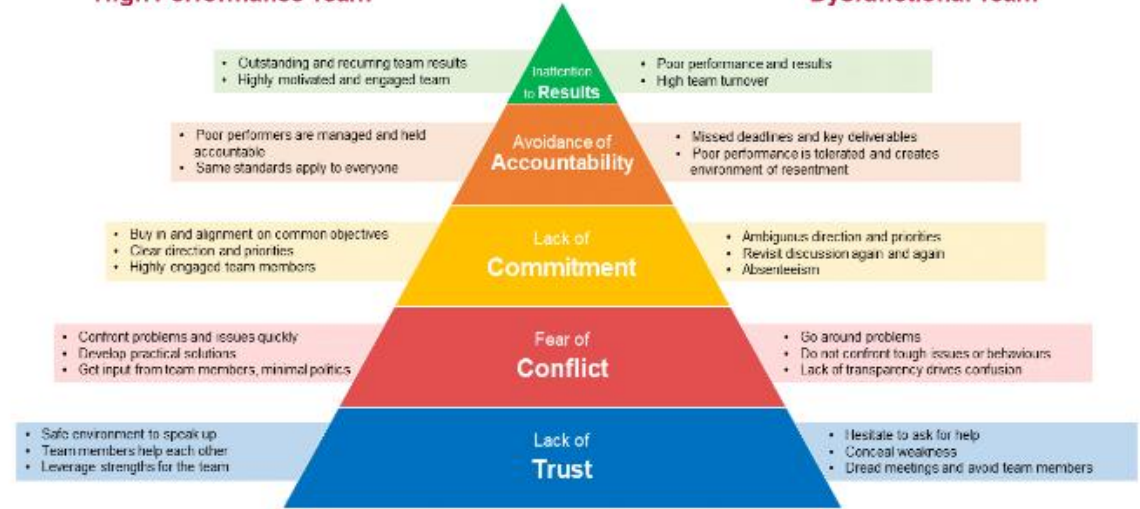 High Performance Team
Dysfunctional Team
• Outstanding and recurring team results
• Highly motivated and engaged team
Inattention
to Results
• Poor performance and results
• High team turnover
• Poor performers are managed and held
accountable
• Same standards apply to everyone
Avoidance of
Accountability
• Missed deadlines and key deliverables
• Poor performance is tolerated and creates
environment of resentment
• Buy in and alignment on common objectives
• Clear direction and priorities
• Highly engaged team members
Lack of
Commitment
• Ambiguous direction and priorities
• Revisit discussion again and again
• Absenteeism
• Confront problems and issues quickly
• Develop practical solutions
• Get input from team members, minimal politics
Fear of
Conflict
• Go around problems
• Do not confront tough issues or behaviours
• Lack of transparency drives confusion
• Safe environment to speak up
• Team members help each other
• Leverage strengths for the team
Lack of
Trust
• Hesitate to ask for help
• Conceal weakness
• Dread meetings and avoid team members